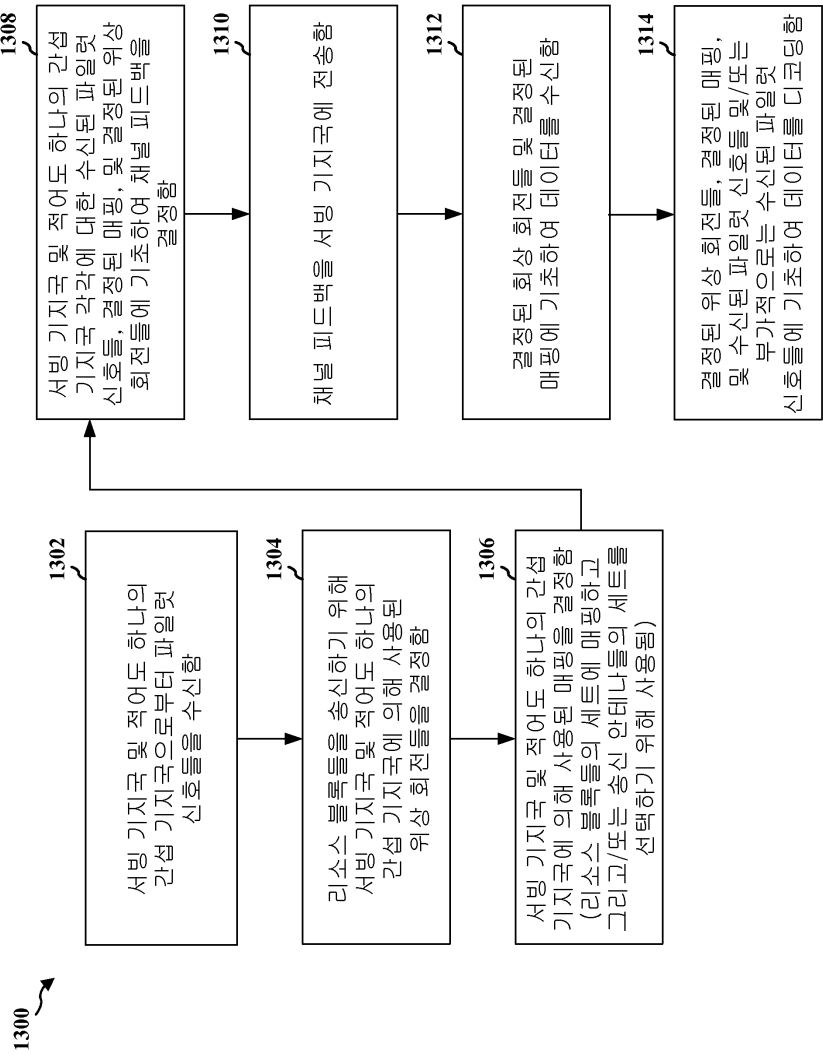 1300
1302
서빙 기지국 및 적어도 하나의
간섭 기지국으로부터 파일럿
신호들을 수신함
1304
리소스 블록들을 송신하기 위해
서빙 기지국 및 적어도 하나의
간섭 기지국에 의해 사용된
위상 회전들을 결정함
1306
서빙 기지국 및 적어도 하나의 간섭
기지국에 의해 사용된 매핑을 결정함
(리소스 블록들의 세트에 매핑하고
그리고/또는 송신 안테나들의 세트를
선택하기 위해 사용됨)
1308
서빙 기지국 및 적어도 하나의 간섭
기지국 각각에 대한 수신된 파일럿
신호들, 결정된 매핑, 및 결정된 위상
회전들에 기초하여 채널 피드백을
결정함
1310
채널 피드백을 서빙 기지국에 전송함
1312
결정된 회상 회전들 및 결정된
매핑에 기초하여 데이터를 수신함
1314
결정된 위상 회전들, 결정된 매핑,
및 수신된 파일럿 신호들 및/또는
부가적으로는 수신된 파일럿
신호들에 기초하여 데이터를 디코딩함